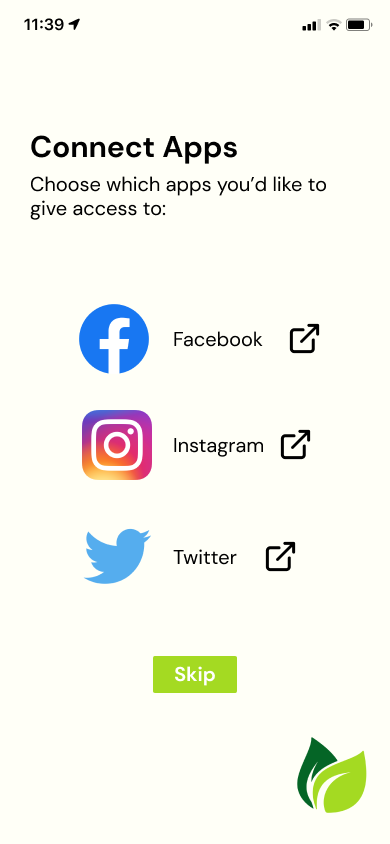 11:39
Connect Apps
Choose which apps you’d like to
give access to:
Facebook
Instagram
Twitter
Skip